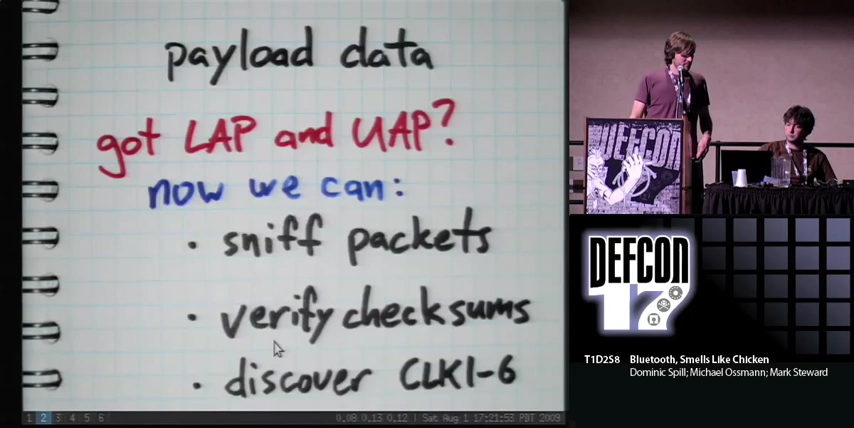 payload data
got LAP and UAP?
now we can:
• sniff packets
• verify checksums
• discover CLK1-6
1 2 3 4 5 6
0.08 0.13 0.12 | Sat Aug 1 17:21:53 PDT 2009
DEFCON
DEFCON
17
T1D2S8 Bluetooth, Smells Like Chicken
Dominic Spill; Michael Ossmann; Mark Steward